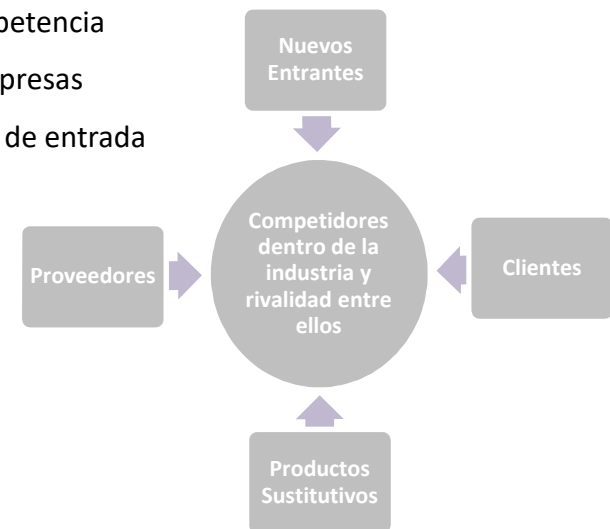 petencia
presas
de entrada
Nuevos
Entrantes
Competidores
dentro de la
industria y
rivalidad entre
ellos
Proveedores
Clientes
Productos
Sustitutivos